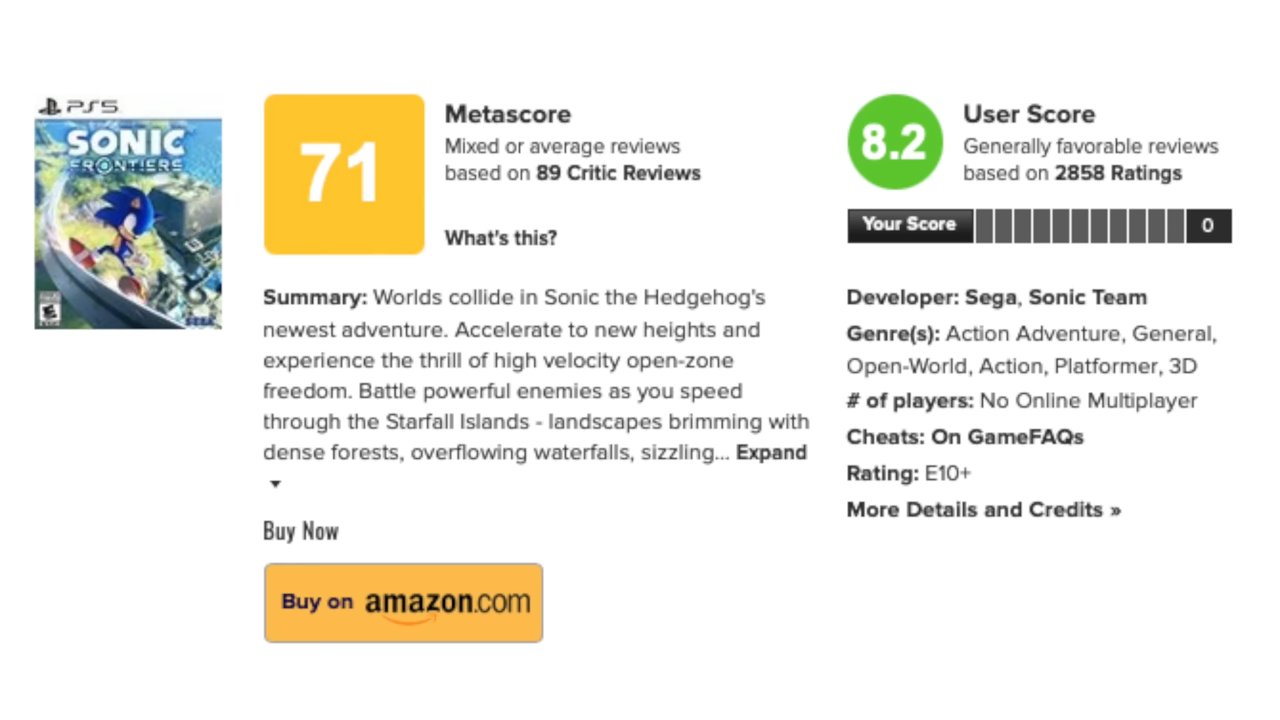 PS5
SONIC
FRONTIERS
E
SEGA
71
Metascore
Mixed or average reviews
based on 89 Critic Reviews
What's this?
Summary: Worlds collide in Sonic the Hedgehog's
newest adventure. Accelerate to new heights and
experience the thrill of high velocity open-zone
freedom. Battle powerful enemies as you speed
through the Starfall Islands - landscapes brimming with
dense forests, overflowing waterfalls, sizzling... Expand
Buy Now
Buy on amazon.com
8.2
User Score
Generally favorable reviews
based on 2858 Ratings
Your Score 0
Developer: Sega, Sonic Team
Genre(s): Action Adventure, General,
Open-World, Action, Platformer, 3D
# of players: No Online Multiplayer
Cheats: On GameFAQs
Rating: E10+
More Details and Credits »